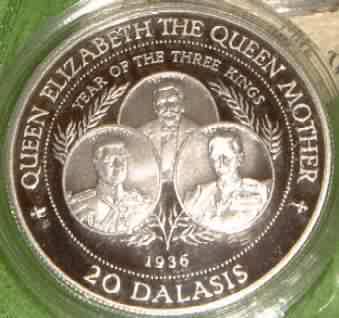 QUEEN ELIZABETH THE QUEEN MOTHER
YEAR OF THE THREE KINGS
1936
20 DALASIS